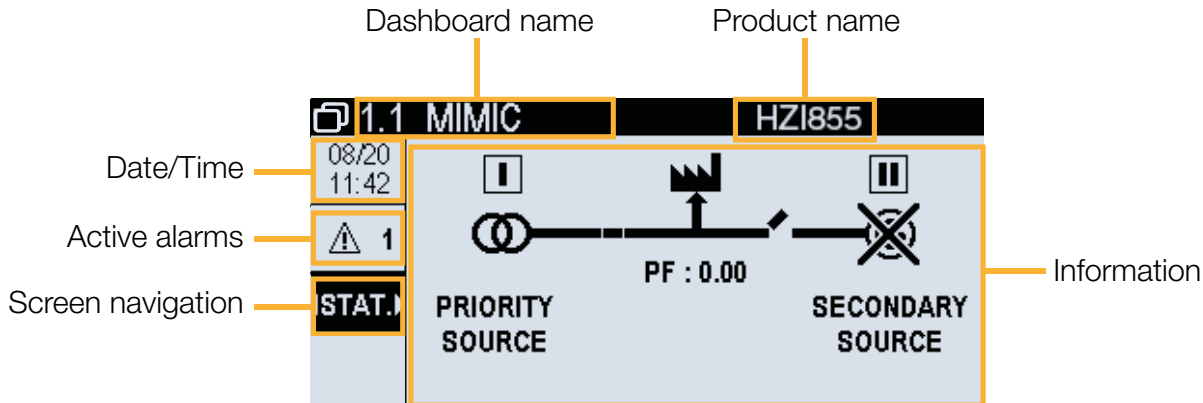 Dashboard name
Product name
1.1 MIMIC
HZI855
Date/Time
08/20
11:42
I
II
Active alarms
1
PF : 0.00
Information
Screen navigation
STAT.
PRIORITY
SOURCE
SECONDARY
SOURCE